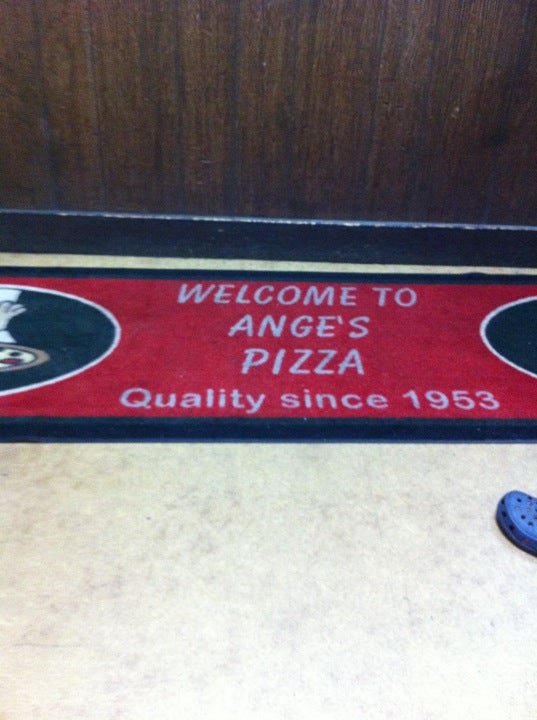 WELCOME TO
ANGE'S
PIZZA
Quality since 1953